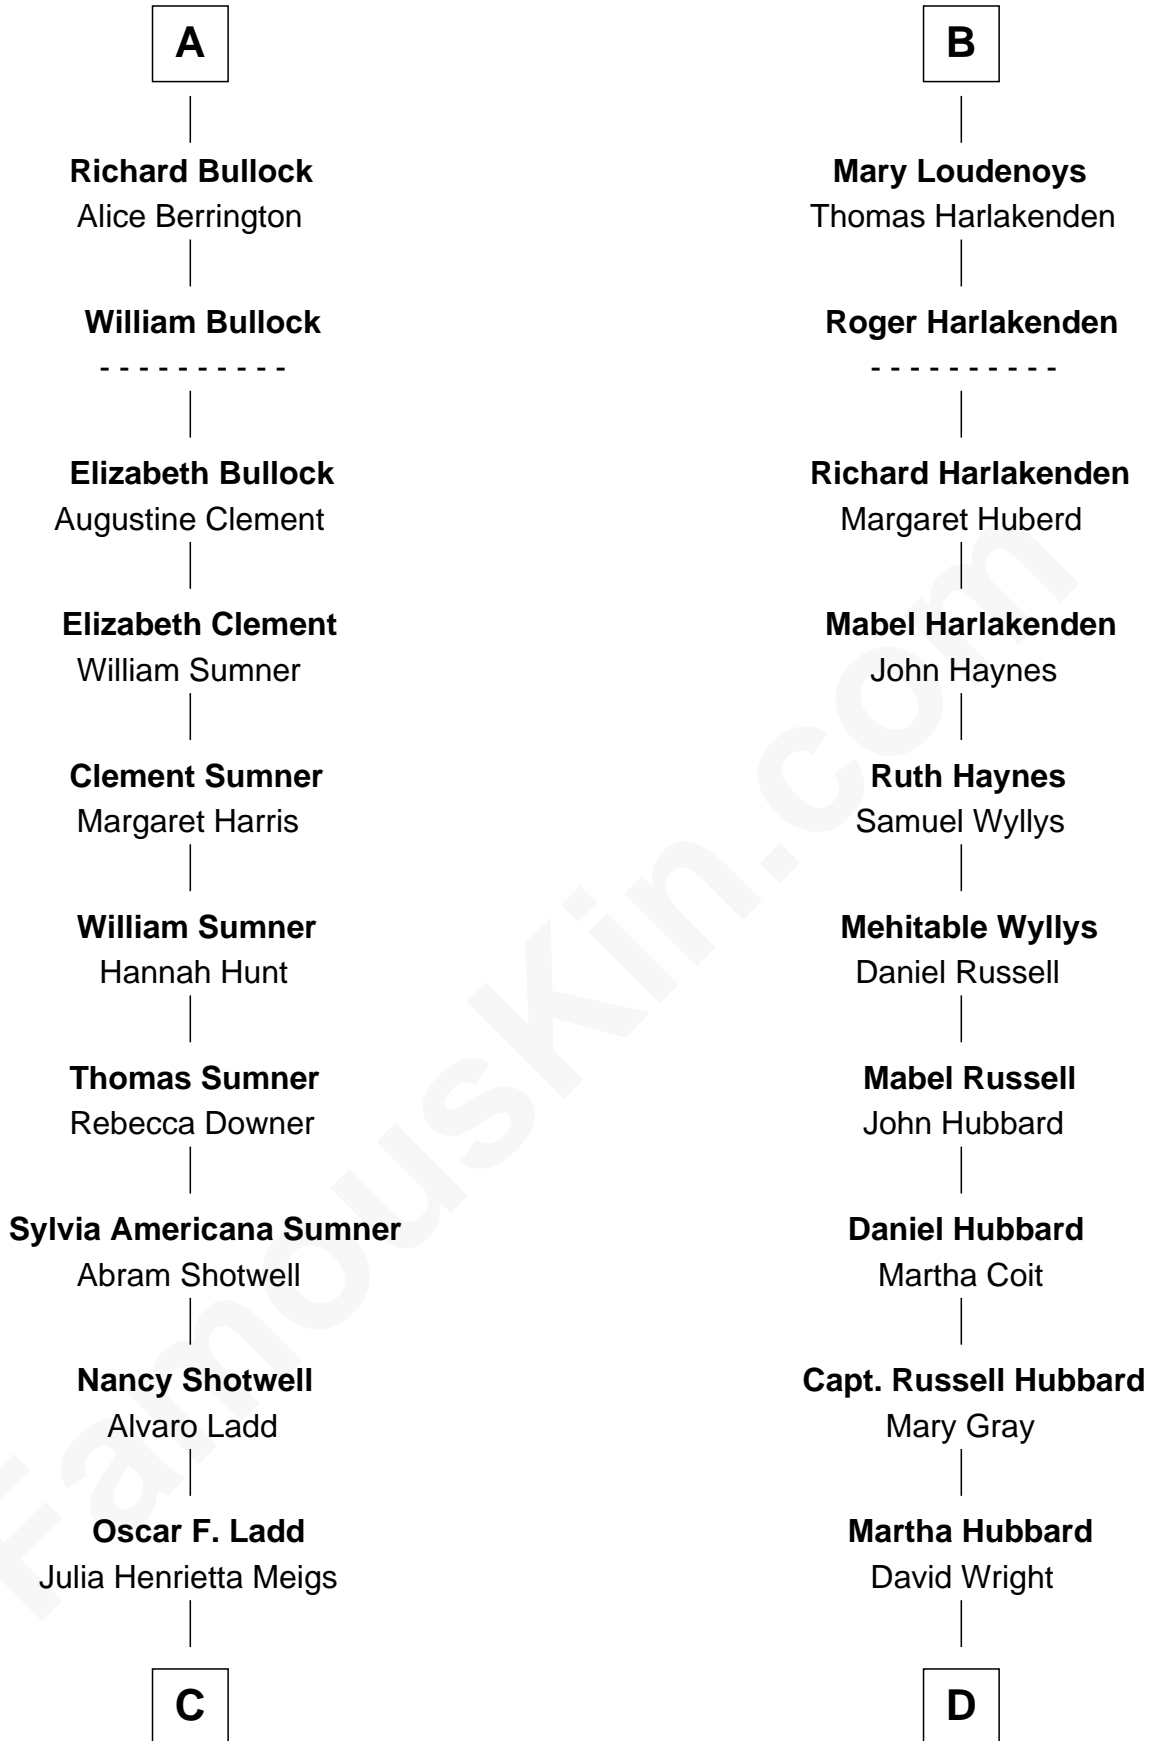 A
Richard Bullock
Alice Berrington
William Bullock
- - - - - - - - - -
Elizabeth Bullock
Augustine Clement
Elizabeth Clement
William Sumner
Clement Sumner
Margaret Harris
William Sumner
Hannah Hunt
Thomas Sumner
Rebecca Downer
Sylvia Americana Sumner
Abram Shotwell
Nancy Shotwell
Alvaro Ladd
Oscar F. Ladd
Julia Henrietta Meigs
C
B
Mary Loudenoys
Thomas Harlakenden
Roger Harlakenden
- - - - - - - - - -
Richard Harlakenden
Margaret Huberd
Mabel Harlakenden
John Haynes
Ruth Haynes
Samuel Wyllys
Mehitable Wyllys
Daniel Russell
Mabel Russell
John Hubbard
Daniel Hubbard
Martha Coit
Capt. Russell Hubbard
Mary Gray
Martha Hubbard
David Wright
D
FamousKin.com